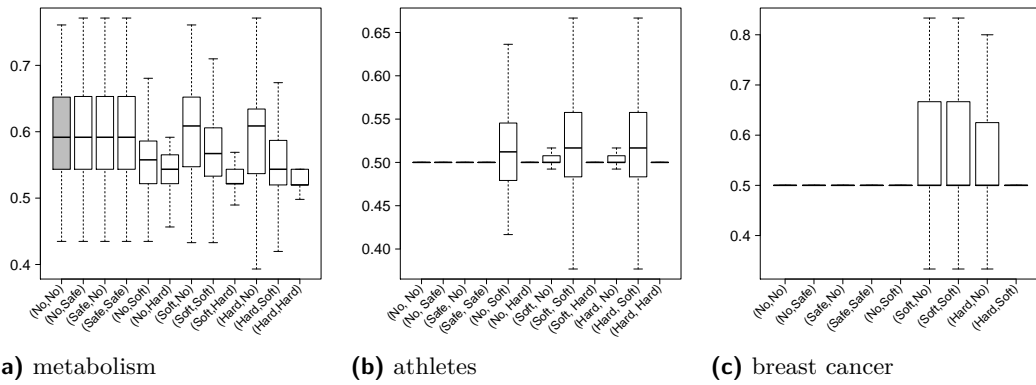 0.7
0.6
0.5
0.4
(No,No)
(No,Safe)
(Safe,No)
(Safe,Safe)
(No,Soft)
(No,Hard)
(Soft,No)
(Soft,Soft)
(Soft,Hard)
(Hard,No)
(Hard,Soft)
(Hard,Hard)
a) metabolism
0.65
0.60
0.55
0.50
0.45
0.40
(No, No)
(No, Safe)
(Safe, No)
(Safe, Safe)
(No, Soft)
(No, Hard)
(Soft, No)
(Soft, Soft)
(Soft, Hard)
(Hard, No)
(Hard, Soft)
(Hard, Hard)
(b) athletes
0.8
0.7
0.6
0.5
0.4
(No,No)
(No,Safe)
(Safe,No)
(Safe,Safe)
(No,Soft)
(Soft,No)
(Soft,Soft)
(Hard,No)
(Hard,Soft)
(c) breast cancer